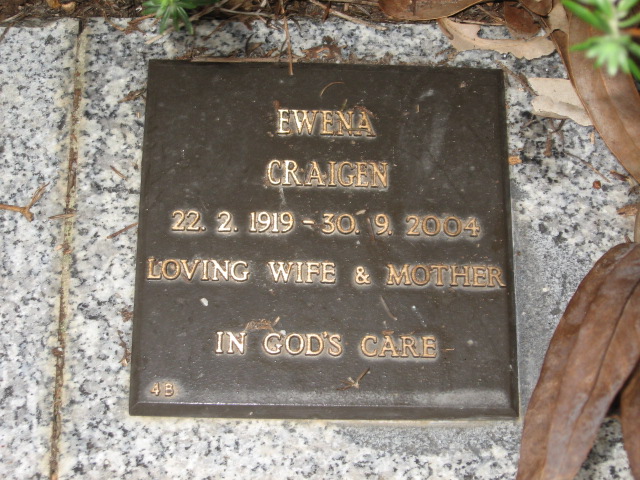 EWENA
CRAIGEN
22. 2. 1919 - 30. 9. 2004
LOVING WIFE & MOTHER
IN GOD'S CARE
4B